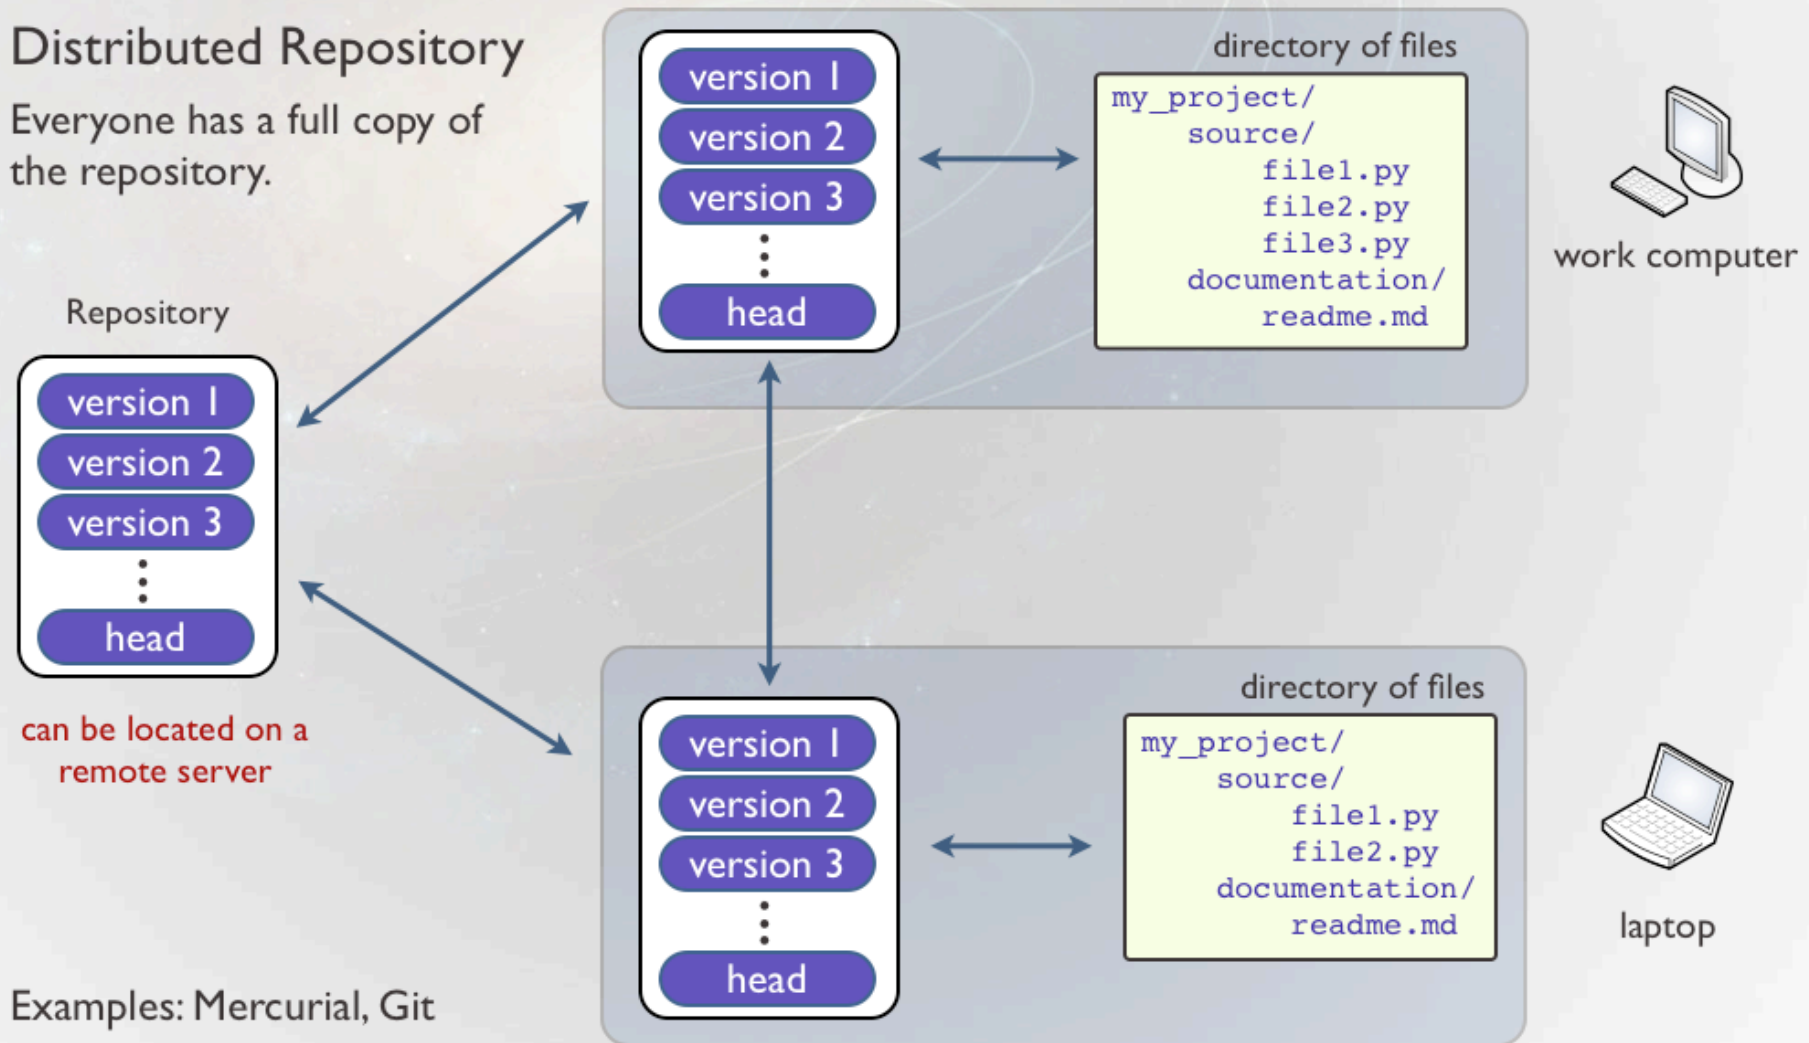 Distributed Repository
Everyone has a full copy of
the repository.
Repository
version 1
version 2
version 3
head
can be located on a
remote server
Examples: Mercurial, Git
version 1
version 2
version 3
head
directory of files
my_project/
source/
file1.py
file2.py
file3.py
documentation/
readme.md
work computer
version 1
version 2
version 3
head
directory of files
my_project/
source/
file1.py
file2.py
documentation/
readme.md
laptop